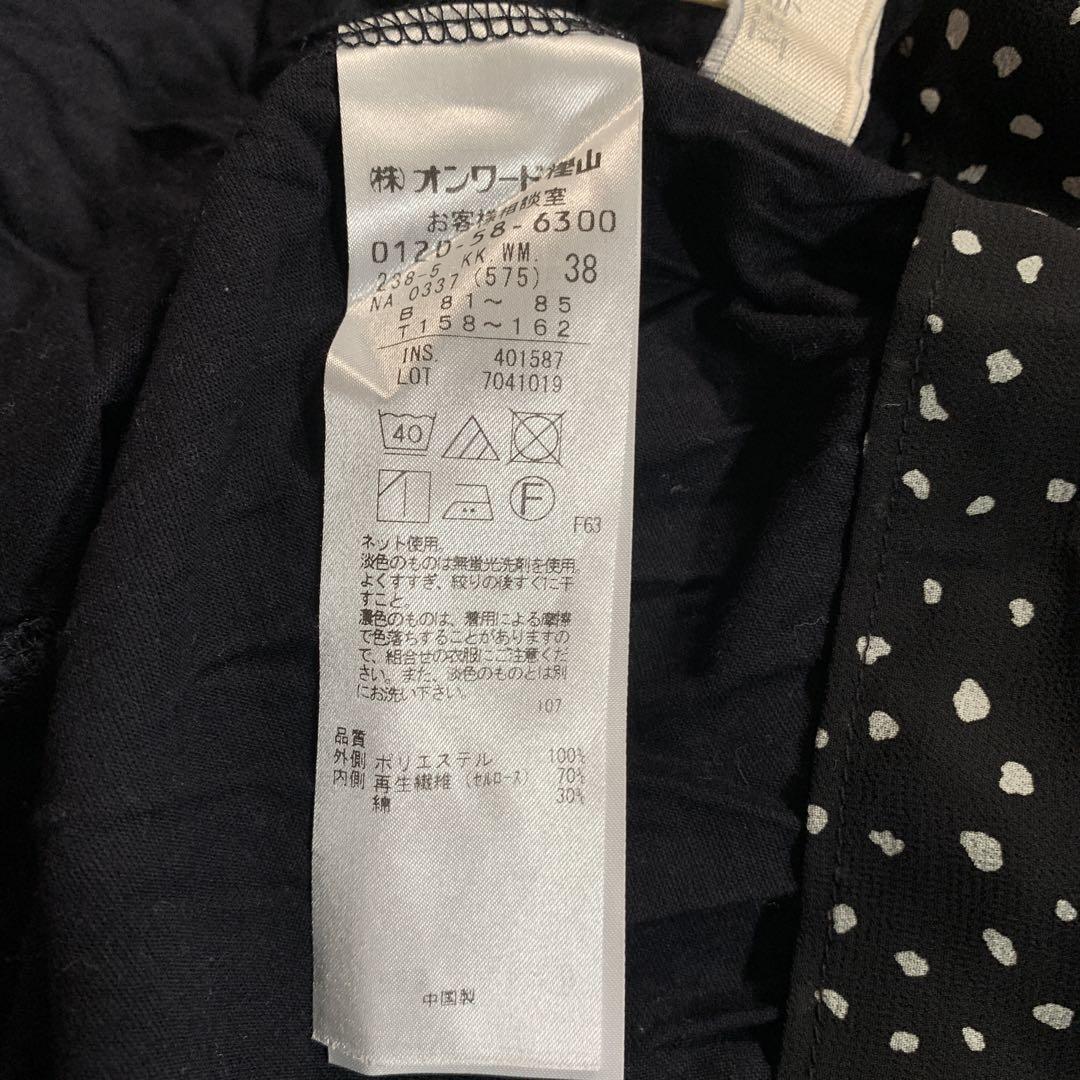 (株)オンワード樫山
お客様相談室
0120-58-6300
238-5 KK.WM.
NA 0337 (575) 38
B 81〜 85
T158〜162
INS. 401587
LOT 7041019
40
F
F63
ネット使用。
淡色のものは無蛍光洗剤を使用。
よくすすぎ、絞りの後すぐに干
すこと。
濃色のものは、着用による摩擦
で色落ちすることがありますの
で、組合せの衣服にご注意くだ
さい。また、淡色のものとは別
にお洗い下さい。
107
品質
外側 ポリエステル 100%
内側 再生繊維 (セルロース) 70%
綿 30%
中国製